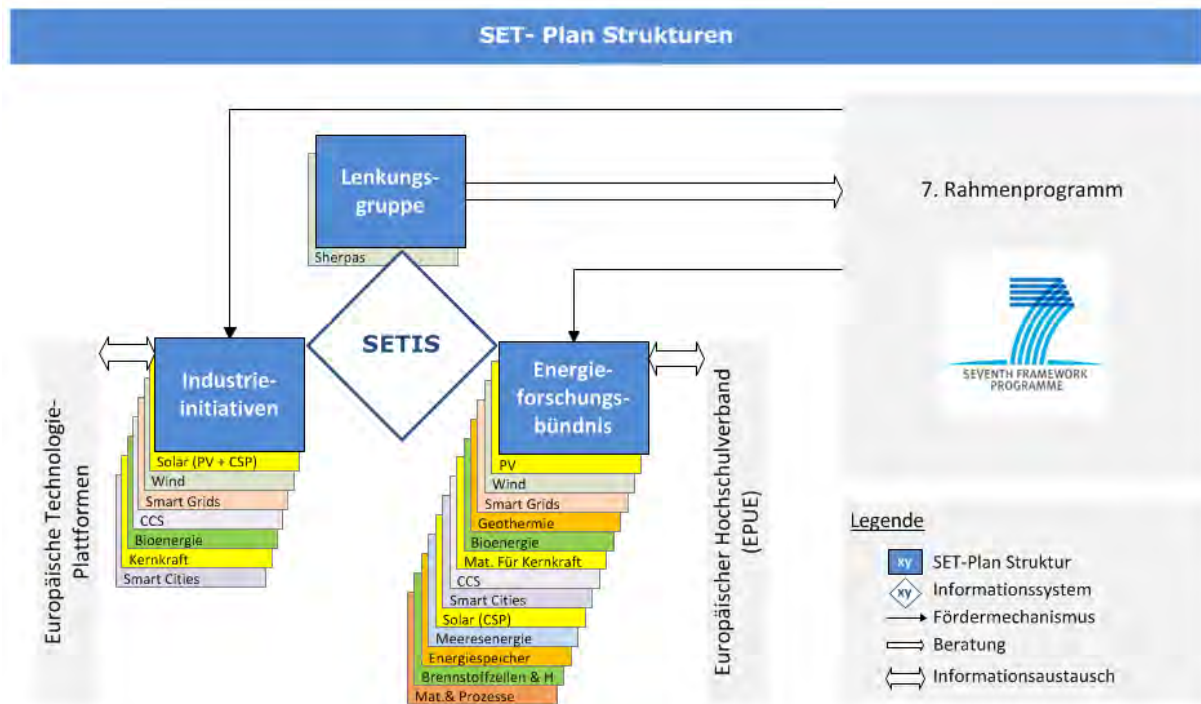 SET- Plan Strukturen
Lenkungs-
gruppe
Sherpas
7. Rahmenprogramm
SEVENTH FRAMEWORK
PROGRAMME
SETIS
Europäische Technologie-
Plattformen
Industrie-
initiativen
Solar (PV + CSP)
Wind
Smart Grids
CCS
Bioenergie
Kernkraft
Smart Cities
Energie-
forschungs-
bündnis
PV
Wind
Smart Grids
Geothermie
Bioenergie
Mat. Für Kernkraft
CCS
Smart Cities
Solar (CSP)
Meeresenergie
Energiespeicher
Brennstoffzellen & H
Mat.& Prozesse
Europäischer Hochschulverband
(EPUE)
Legende
xy SET-Plan Struktur
xy Informationssystem
Fördermechanismus
Beratung
Informationsaustausch